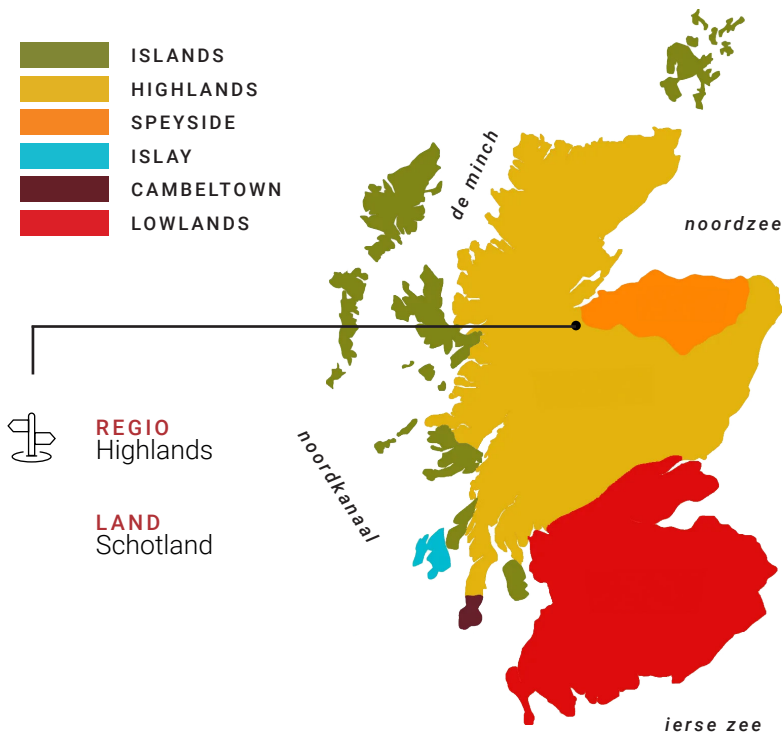 ISLANDS
HIGHLANDS
SPEYSIDE
ISLAY
CAMBELTOWN
LOWLANDS
de minch
noordzee
noordkanaal
REGIO
Highlands
LAND
Schotland
ierse zee